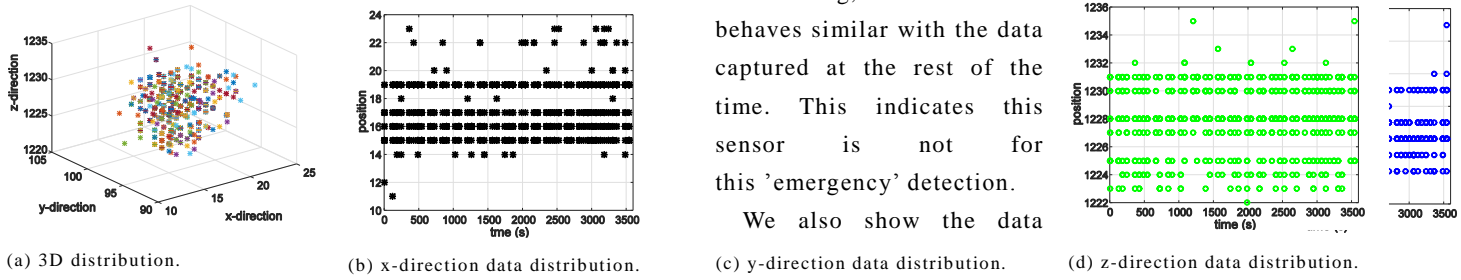 1235
1230
1225
1220
z-direction
105
100
95
90
y-direction
10
15
20
25
x-direction
(a) 3D distribution.
24
22
20
18
16
14
12
10
position
0 500 1000 1500 2000 2500 3000 3500
tme (s)
(b) x-direction data distribution.
behaves similar with the data
captured at the rest of the
time. This indicates this
sensor is not for
this ’emergency’ detection.
We also show the data
(c) y-direction data distribution.
1236
1234
1232
1230
1228
1226
1224
1222
position
0 500 1000 1500 2000 2500 3000 3500
time (s)
(d) z-direction data distribution.
3000 3500